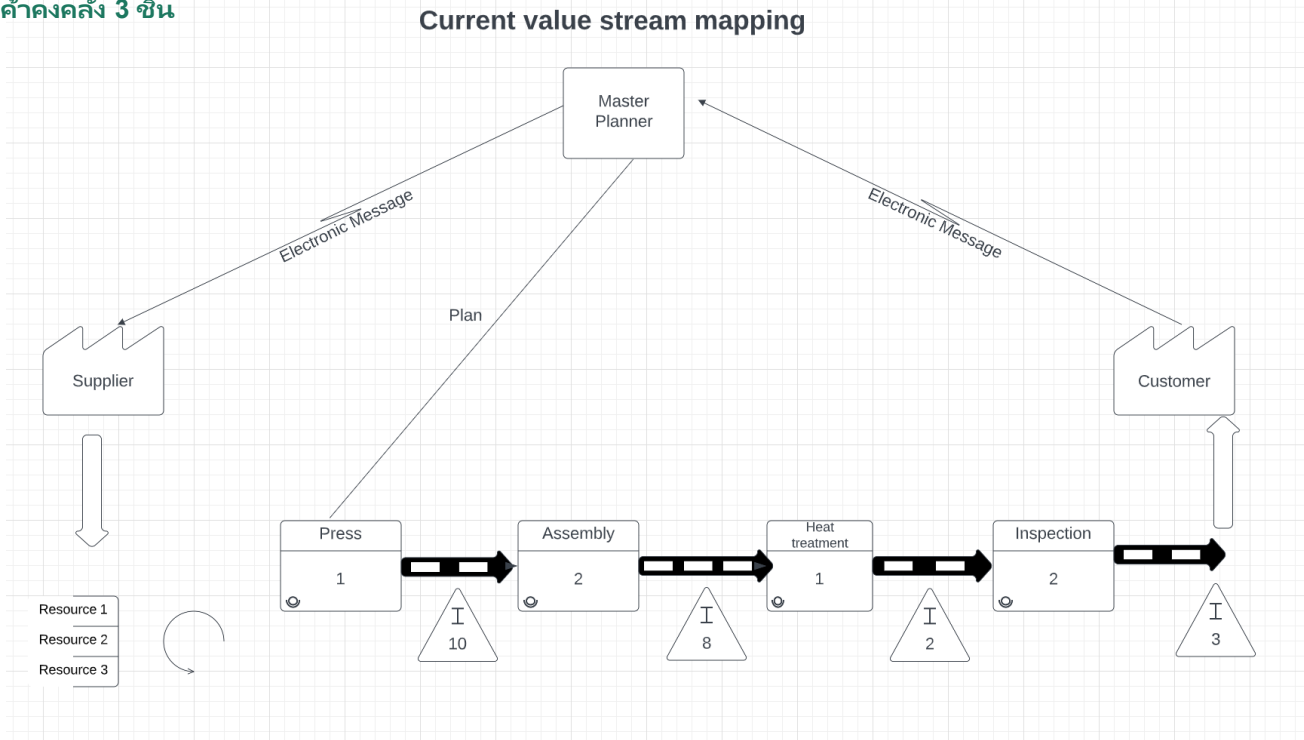 ค้าคงคลัง 3 ชิ้น
Current value stream mapping
Master
Planner
Electronic Message
Electronic Message
Plan
Supplier
Customer
Press
1
Assembly
2
Heat
treatment
1
Inspection
2
I
10
I
8
I
2
I
3
Resource 1
Resource 2
Resource 3